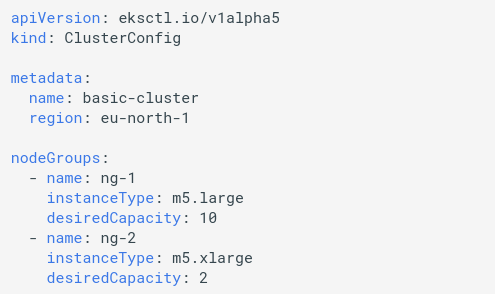 apiVersion: eksctl.io/v1alpha5
kind: ClusterConfig

metadata:
  name: basic-cluster
  region: eu-north-1

nodeGroups:
  - name: ng-1
    instanceType: m5.large
    desiredCapacity: 10
  - name: ng-2
    instanceType: m5.xlarge
    desiredCapacity: 2